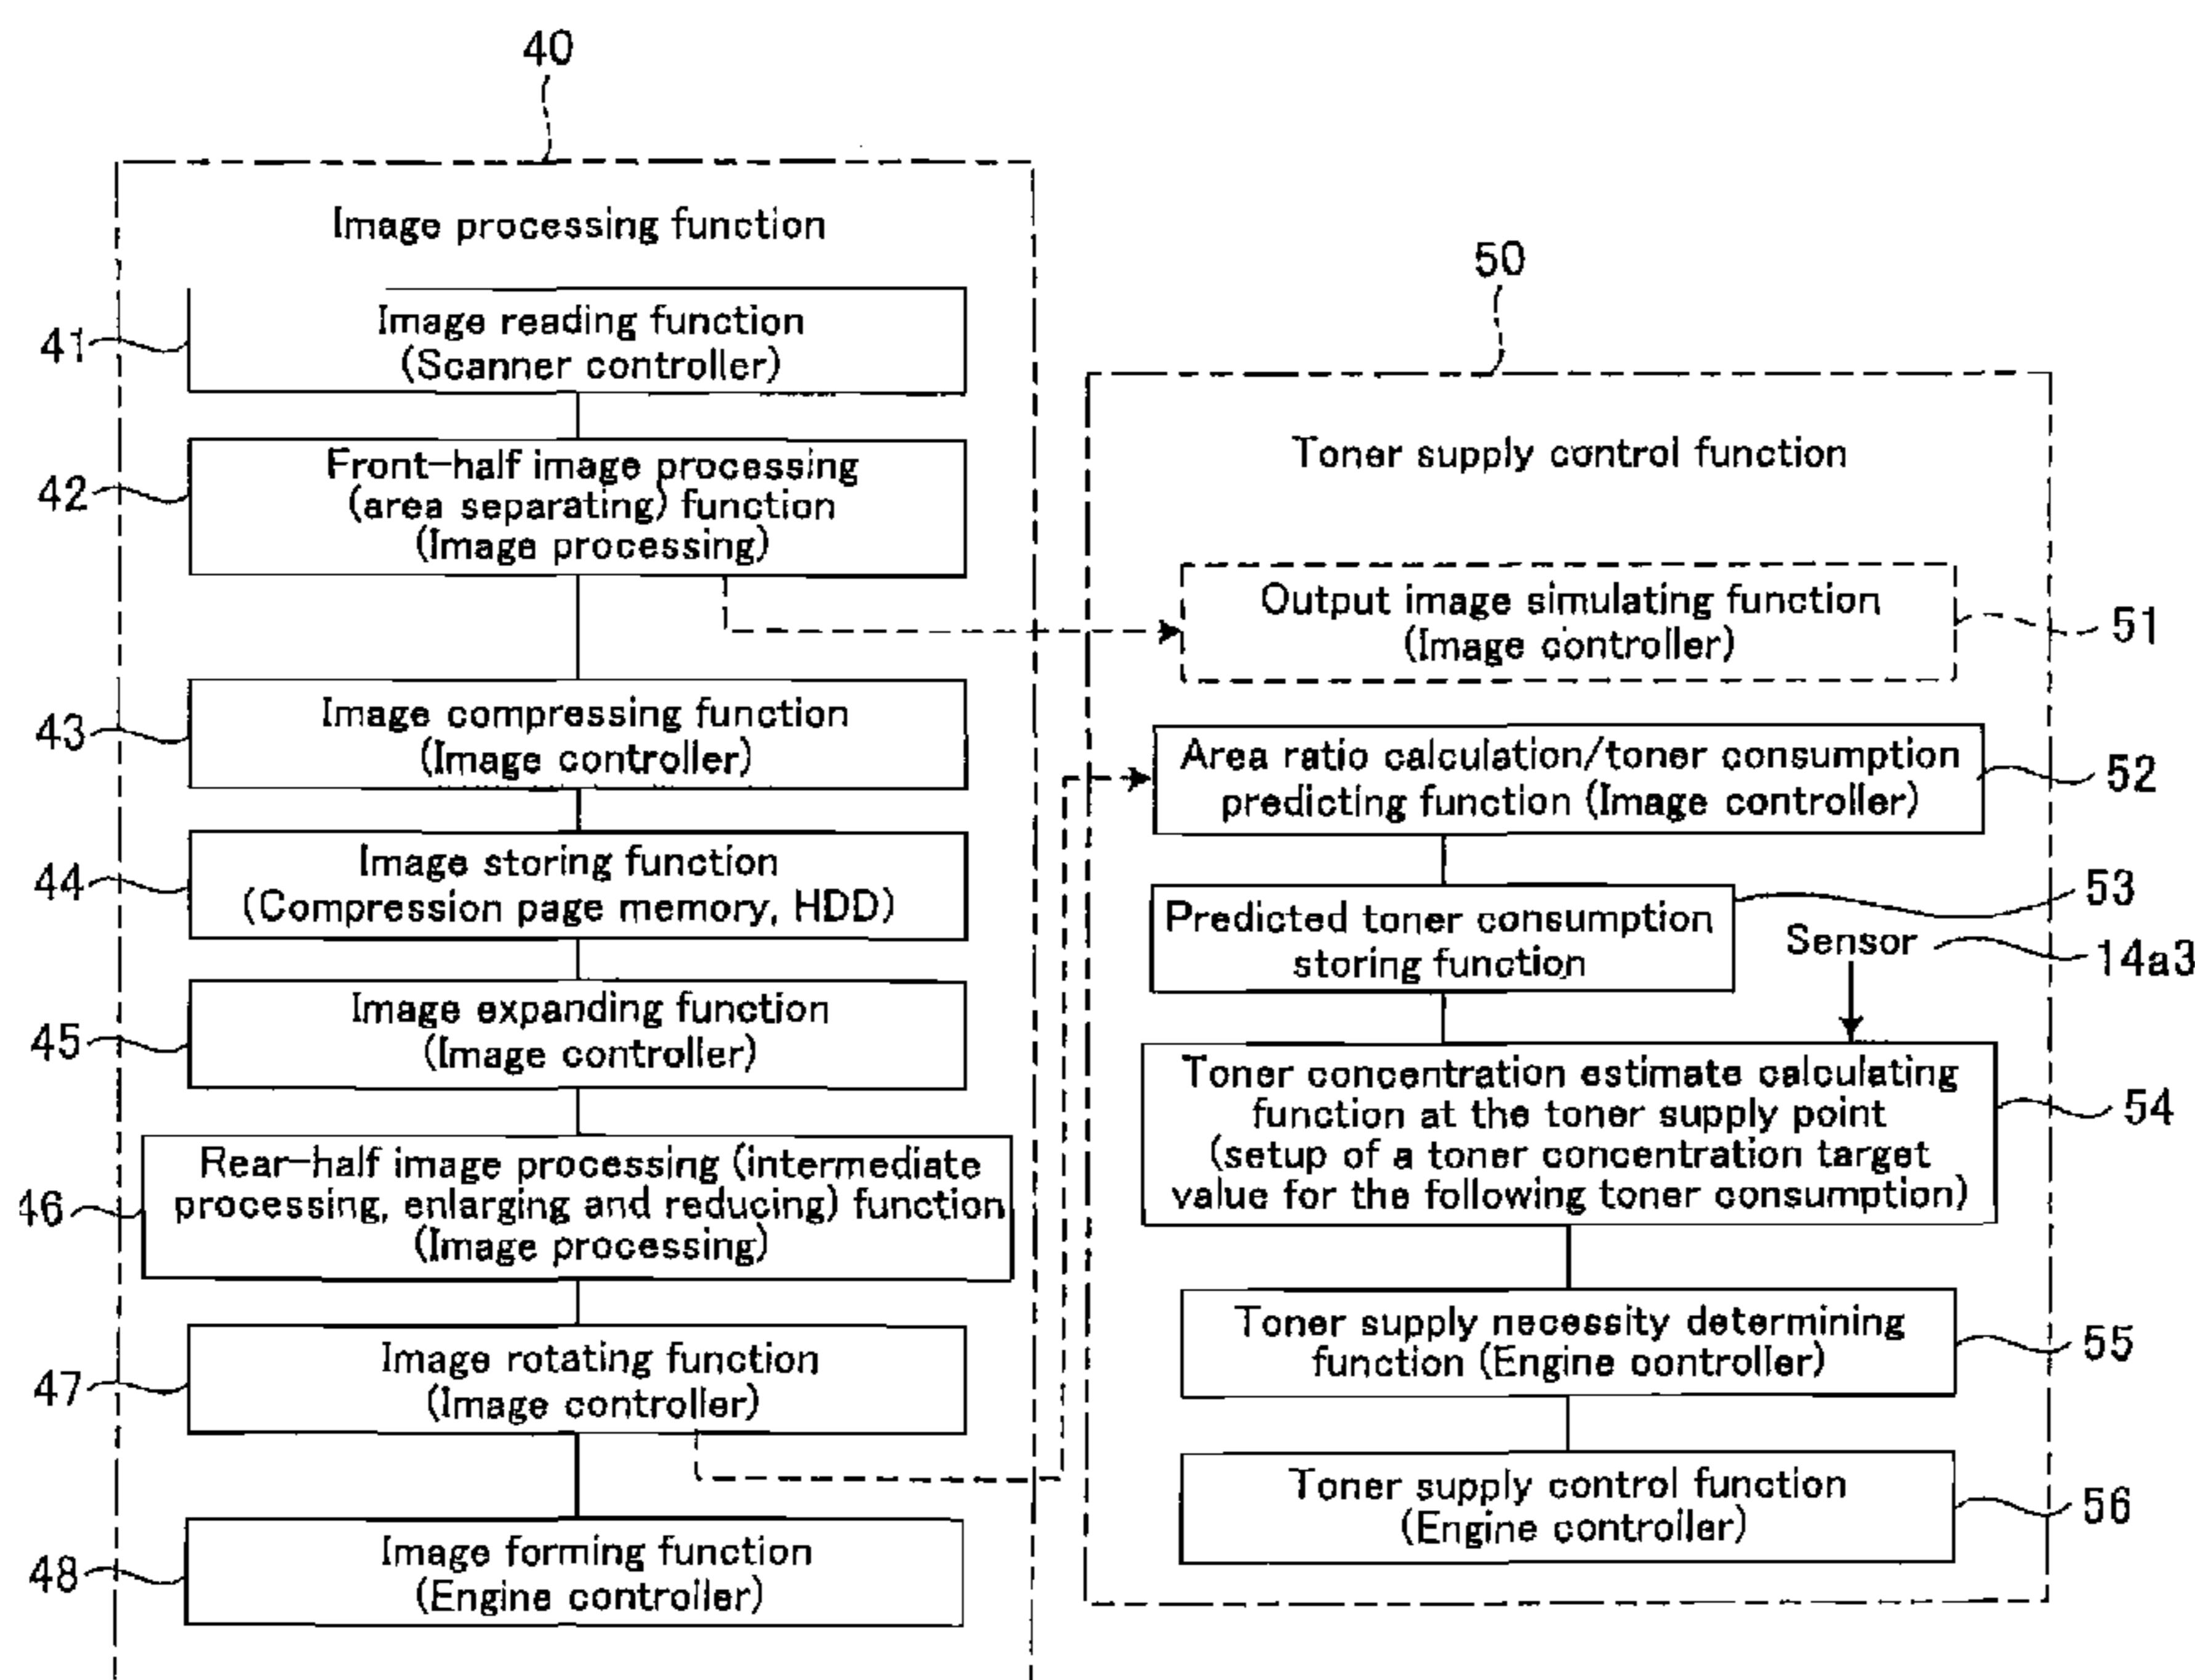 40
Image processing function
41
Image reading function
(Scanner controller)
42
Front-half image processing
(area separating) function
(Image processing)
43
Image compressing function
(Image controller)
44
Image storing function
(Compression page memory, HDD)
45
Image expanding function
(Image controller)
46
Rear-half image processing (intermediate
processing, enlarging and reducing) function
(Image processing)
47
Image rotating function
(Image controller)
48
Image forming function
(Engine controller)
50
Toner supply control function
Output image simulating function
(Image controller)
51
Area ratio calculation/toner consumption
predicting function (Image controller)
52
Predicted toner consumption
storing function
53
Sensor
14a3
Toner concentration estimate calculating
function at the toner supply point
(setup of a toner concentration target
value for the following toner consumption)
54
Toner supply necessity determining
function (Engine controller)
55
Toner supply control function
(Engine controller)
56